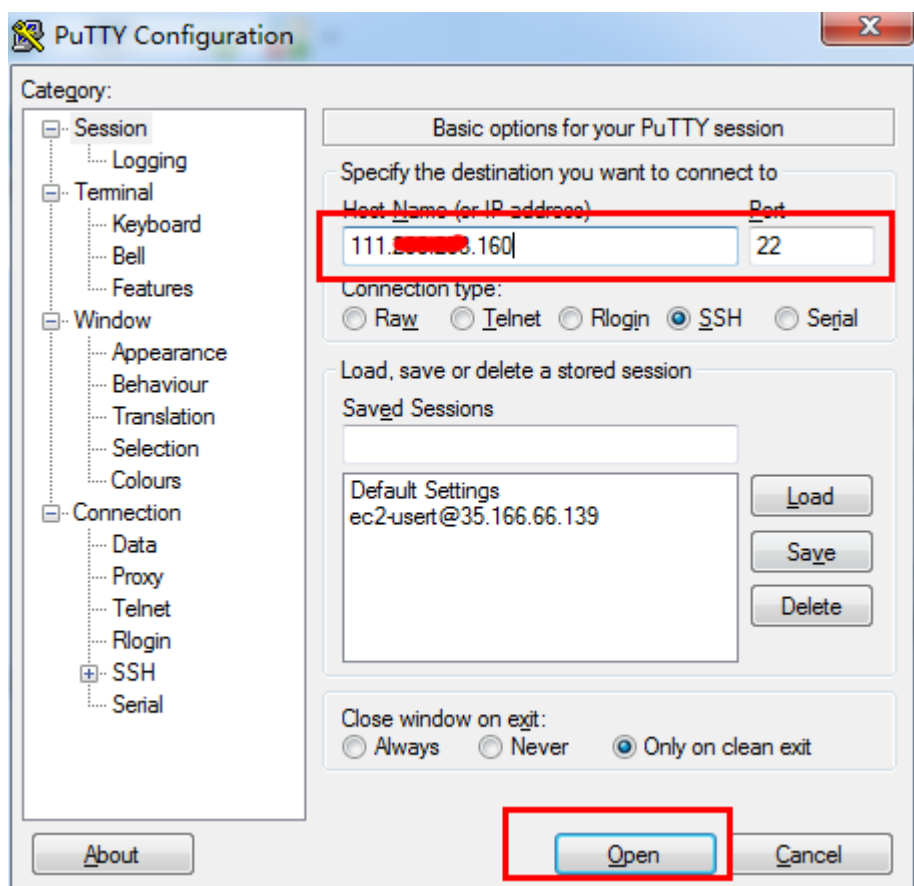 PuTTY Configuration
Category:
Session
Logging
Terminal
Keyboard
Bell
Features
Window
Appearance
Behaviour
Translation
Selection
Colours
Connection
Data
Proxy
Telnet
Rlogin
SSH
Serial
Basic options for your PuTTY session
Specify the destination you want to connect to
Host Name (or IP address) Port
111. .160 22
Connection type:
Raw Telnet Rlogin SSH Serial
Load, save or delete a stored session
Saved Sessions
Default Settings
ec2-usert@35.166.66.139
Load
Save
Delete
Close window on exit:
Always Never Only on clean exit
About Open Cancel